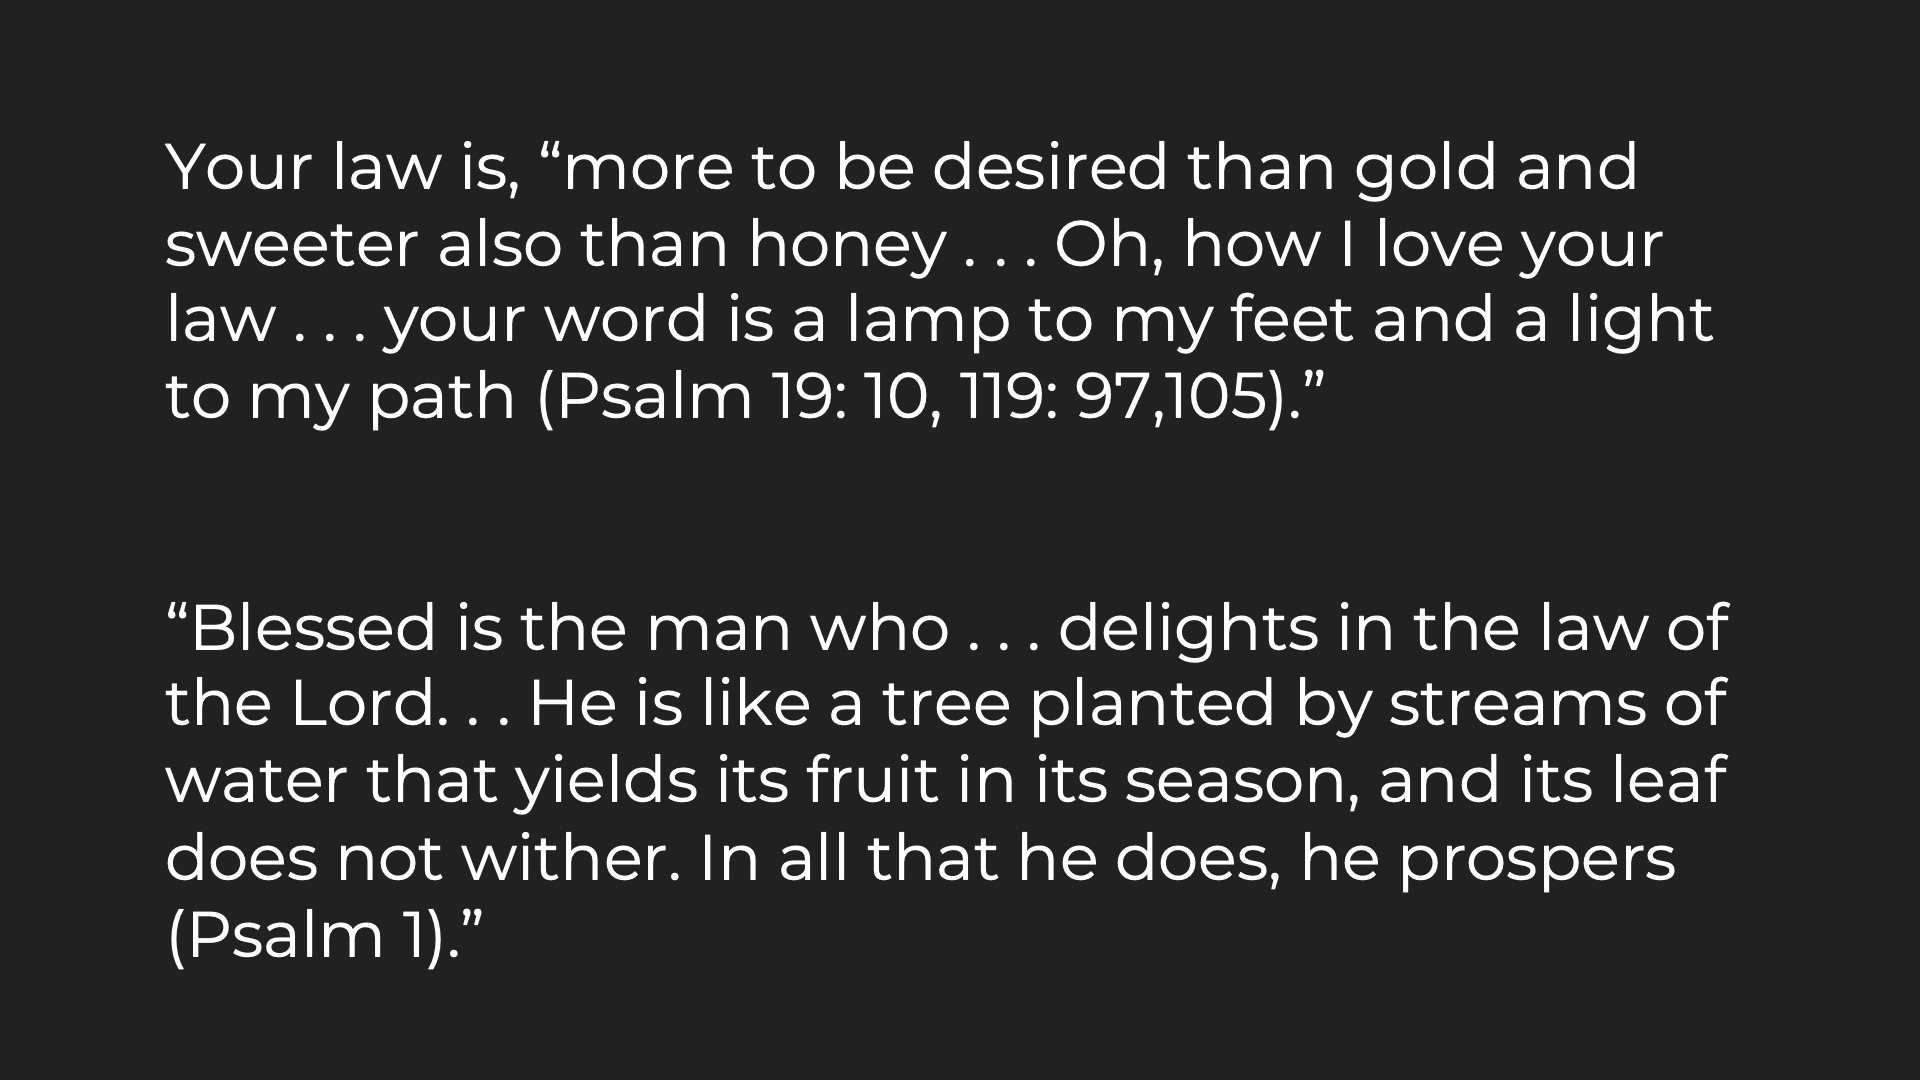 Your law is, “more to be desired than gold and
sweeter also than honey . . . Oh, how I love your
law . . . your word is a lamp to my feet and a light
to my path (Psalm 19: 10, 119: 97,105).”
“Blessed is the man who . . . delights in the law of
the Lord. . . He is like a tree planted by streams of
water that yields its fruit in its season, and its leaf
does not wither. In all that he does, he prospers
(Psalm 1).”